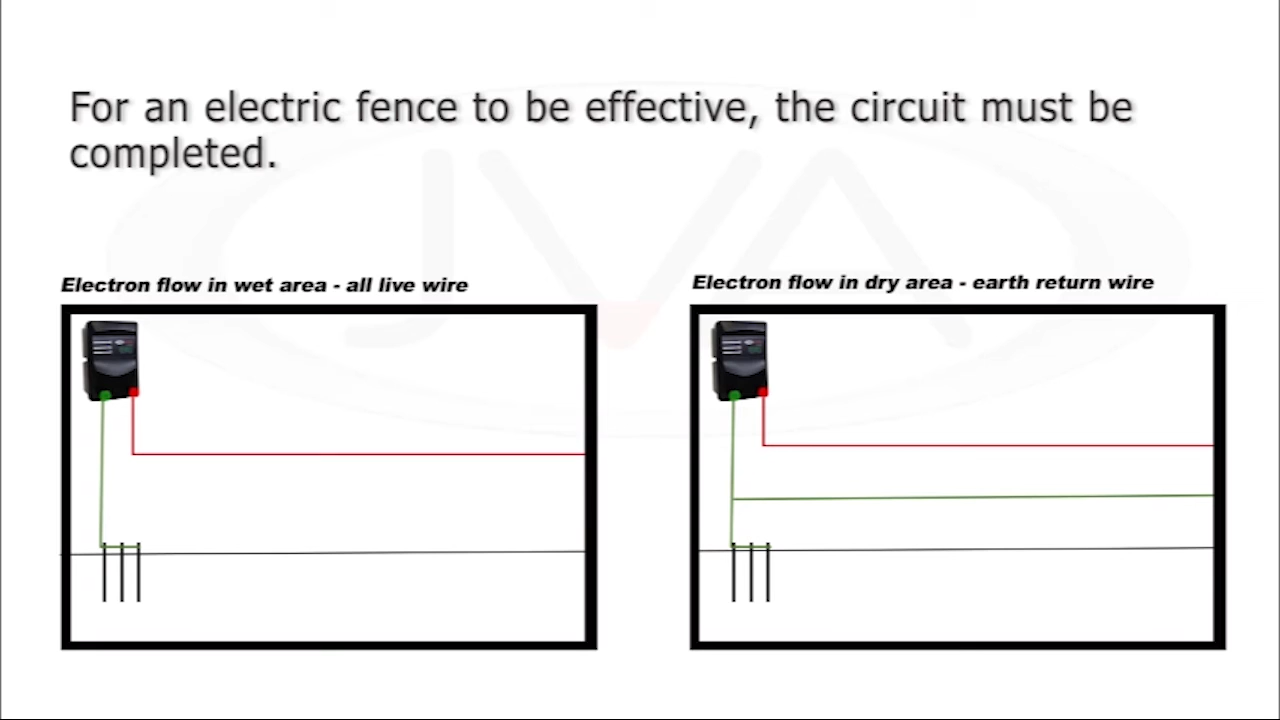 For an electric fence to be effective, the circuit must be
completed.
JVA
Electron flow in wet area - all live wire
Electron flow in dry area - earth return wire